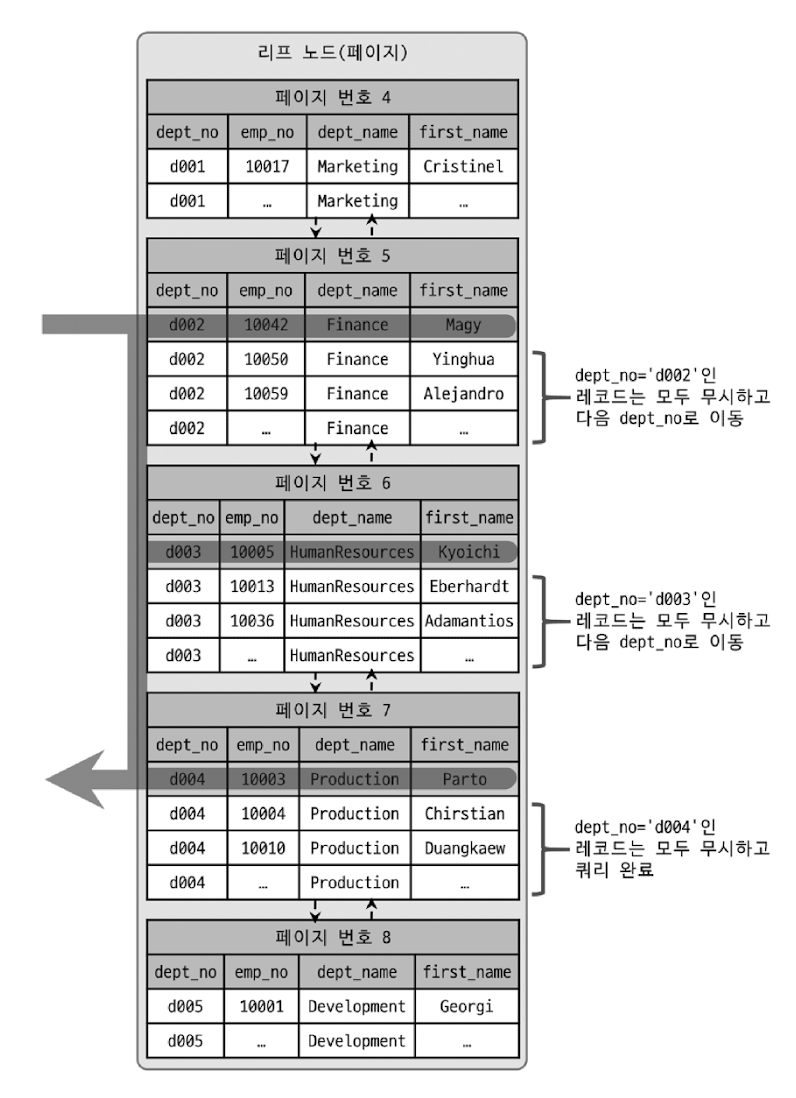 리프 노드(페이지)
페이지 번호 4
dept_no emp_no dept_name first_name
d001 10017 Marketing Cristinel
d001 … Marketing …
페이지 번호 5
dept_no emp_no dept_name first_name
d002 10042 Finance Magy
d002 10050 Finance Yinghua
d002 10059 Finance Alejandro
d002 … Finance …
dept_no='d002'인
레코드는 모두 무시하고
다음 dept_no로 이동
페이지 번호 6
dept_no emp_no dept_name first_name
d003 10005 HumanResources Kyoichi
d003 10013 HumanResources Eberhardt
d003 10036 HumanResources Adamantios
d003 … HumanResources …
dept_no='d003'인
레코드는 모두 무시하고
다음 dept_no로 이동
페이지 번호 7
dept_no emp_no dept_name first_name
d004 10003 Production Parto
d004 10004 Production Chirstian
d004 10010 Production Duangkaew
d004 … Production …
dept_no='d004'인
레코드는 모두 무시하고
쿼리 완료
페이지 번호 8
dept_no emp_no dept_name first_name
d005 10001 Development Georgi
d005 … Development …